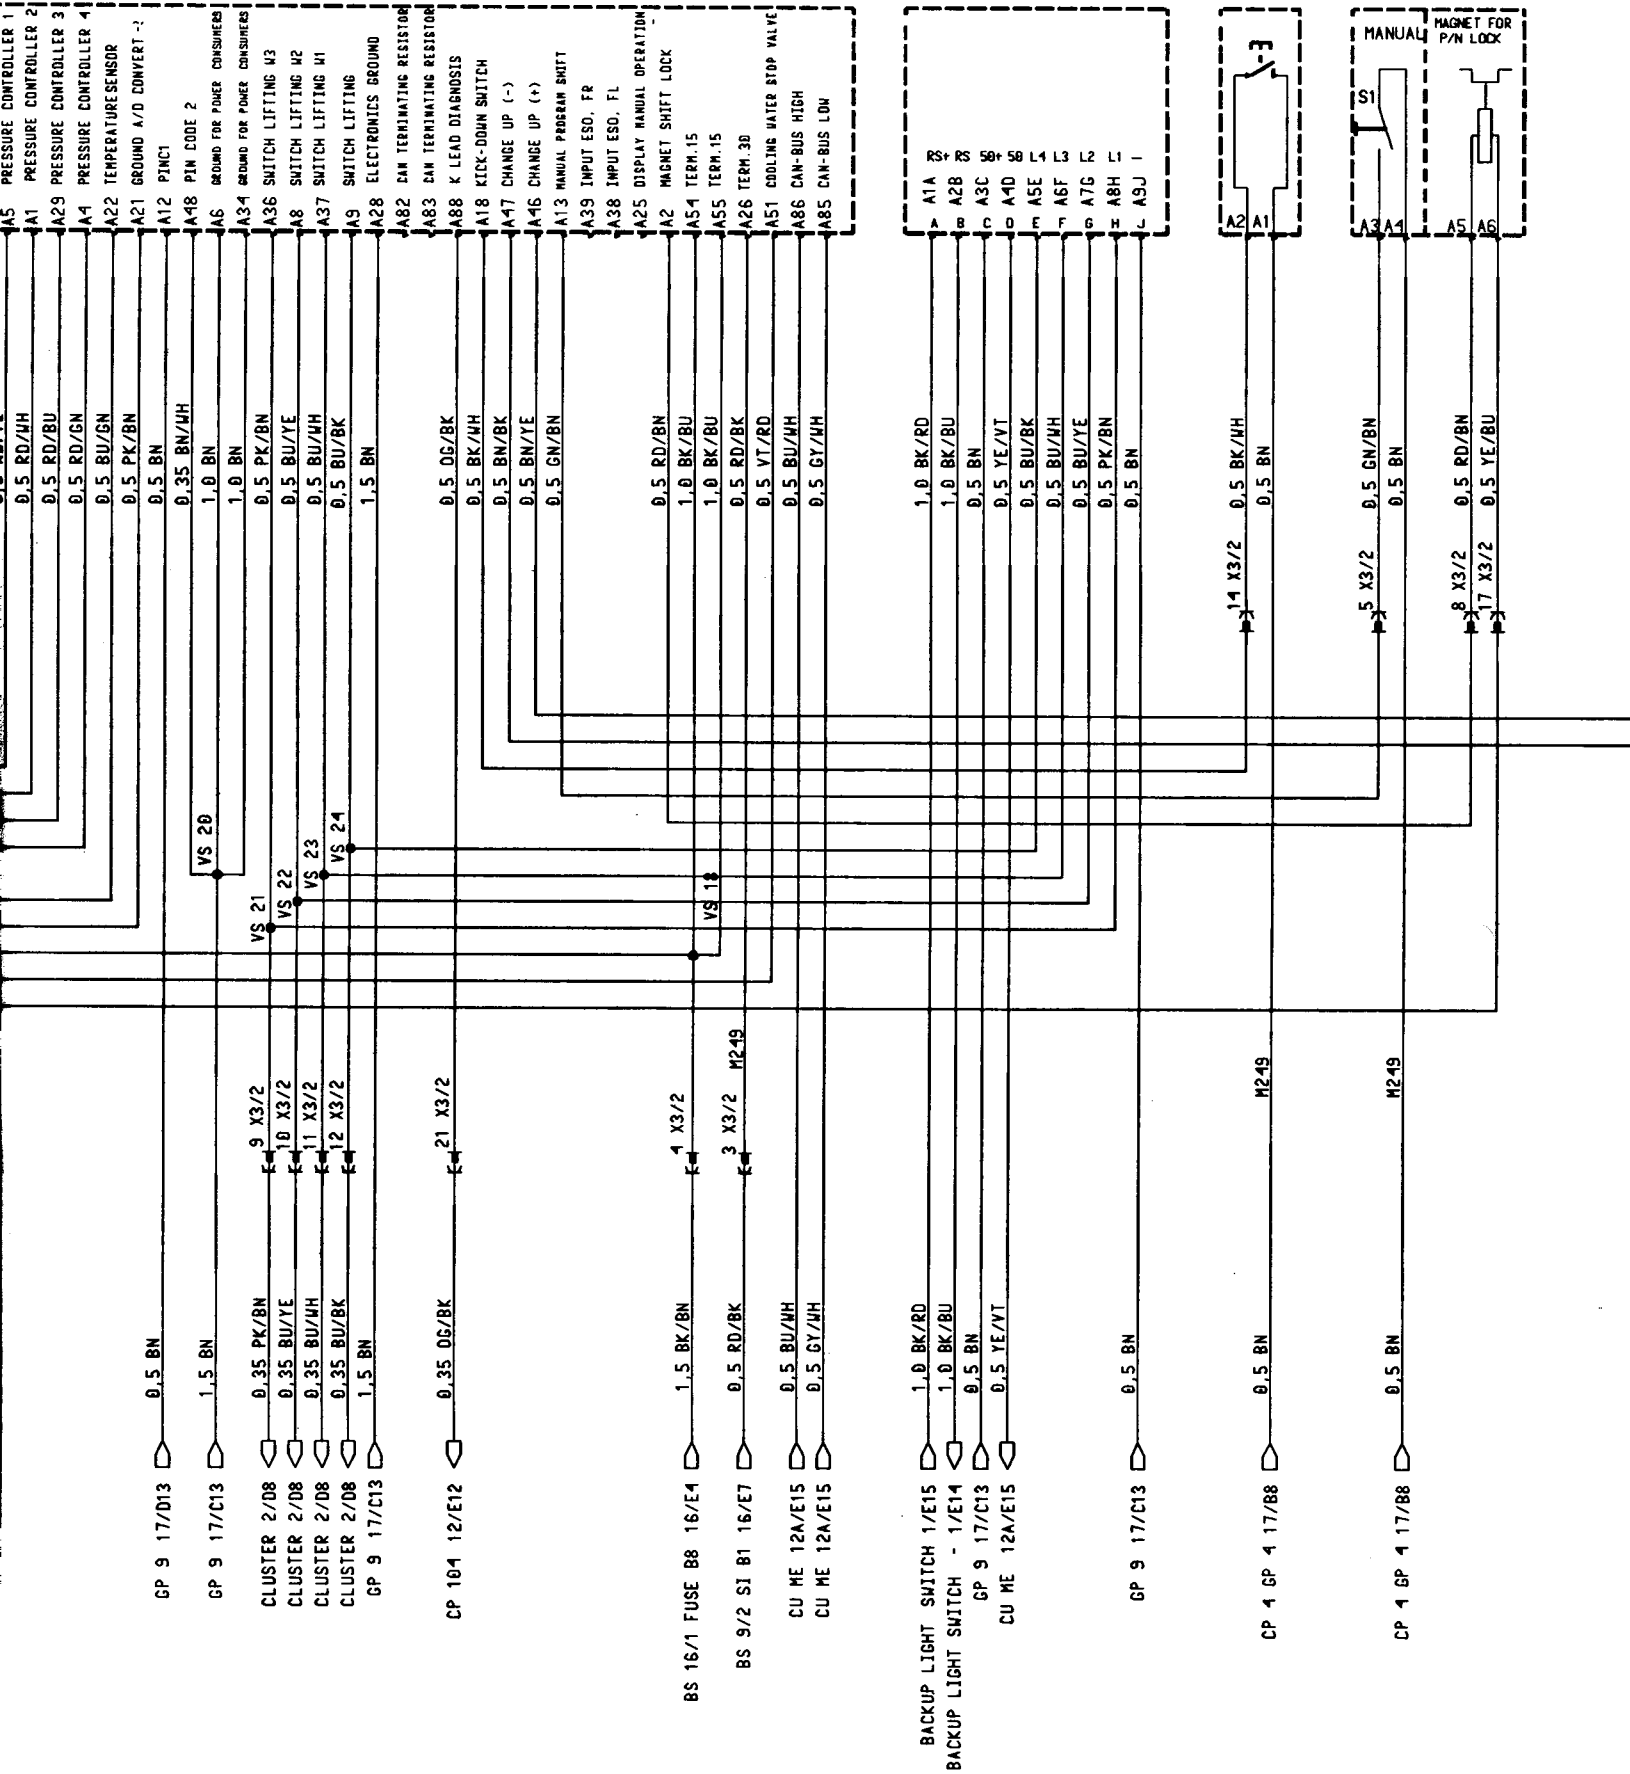 A5 PRESSURE CONTROLLER 1
A1 PRESSURE CONTROLLER 2
A29 PRESSURE CONTROLLER 3
A4 PRESSURE CONTROLLER 4
A22 TEMPERATURESENSOR
A21 GROUND A/D CONVERT
A12 PINC1
A48 PIN CODE 2
A6 GROUND FOR POWER CONSUMERS
A34 GROUND FOR POWER CONSUMERS
A36 SWITCH LIFTING W3
A8 SWITCH LIFTING W2
A37 SWITCH LIFTING W1
A9 SWITCH LIFTING
A28 ELECTRONICS GROUND
A82 CAN TERMINATING RESISTOR
A83 CAN TERMINATING RESISTOR
A88 K LEAD DIAGNOSIS
A18 KICK-DOWN SWITCH
A47 CHANGE UP (-)
A46 CHANGE UP (+)
A13 MANUAL PROGRAM SHIFT
A39 INPUT ESO, FR
A38 INPUT ESO, FL
A25 DISPLAY MANUAL OPERATION
A2 MAGNET SHIFT LOCK
A54 TERM.15
A55 TERM.15
A26 TERM.30
A51 COOLING WATER STOP VALVE
A86 CAN-BUS HIGH
A85 CAN-BUS LOW
RS+ RS 50+ 50 L4 L3 L2 L1 -
A1A A2B A3C A4D A5E A6F A7G A8H A9J
A B C D E F G H J
A2 A1
MANUAL
S1
A3 A4
MAGNET FOR
P/N LOCK
A5 A6
0,5 RD/WH
0,5 RD/BU
0,5 RD/GN
0,5 BU/GN
0,5 PK/BN
0,5 BN
0,35 BN/WH
1,0 BN
1,0 BN
0,5 PK/BN
0,5 BU/YE
0,5 BU/WH
0,5 BU/BK
1,5 BN
0,5 OG/BK
0,5 BK/WH
0,5 BN/BK
0,5 BN/YE
0,5 GN/BN
0,5 RD/BN
1,0 BK/BU
1,0 BK/BU
0,5 RD/BK
0,5 VT/RD
0,5 BU/WH
0,5 GY/WH
1,0 BK/RD
1,0 BK/BU
0,5 BN
0,5 YE/VT
0,5 BU/BK
0,5 BU/WH
0,5 BU/YE
0,5 PK/BN
0,5 BN
0,5 BK/WH
0,5 BN
0,5 GN/BN
0,5 BN
0,5 RD/BN
0,5 YE/BU
14 X3/2
5 X3/2
8 X3/2
17 X3/2
VS 20
VS 21
VS 22
VS 23
VS 24
VS 18
9 X3/2
10 X3/2
11 X3/2
12 X3/2
21 X3/2
4 X3/2
3 X3/2
M249
M249
M249
0,5 BN
1,5 BN
0,35 PK/BN
0,35 BU/YE
0,35 BU/WH
0,35 BU/BK
1,5 BN
0,35 OG/BK
1,5 BK/BN
0,5 RD/BK
0,5 BU/WH
0,5 GY/WH
1,0 BK/RD
1,0 BK/BU
0,5 BN
0,5 YE/VT
0,5 BN
0,5 BN
0,5 BN
GP 9 17/D13
GP 9 17/C13
CLUSTER 2/D8
CLUSTER 2/D8
CLUSTER 2/D8
CLUSTER 2/D8
GP 9 17/C13
CP 104 12/E12
BS 16/1 FUSE B8 16/E4
BS 9/2 SI B1 16/E7
CU ME 12A/E15
CU ME 12A/E15
BACKUP LIGHT SWITCH 1/E15
BACKUP LIGHT SWITCH - 1/E14
GP 9 17/C13
CU ME 12A/E15
GP 9 17/C13
CP 4 GP 4 17/B8
CP 4 GP 4 17/B8